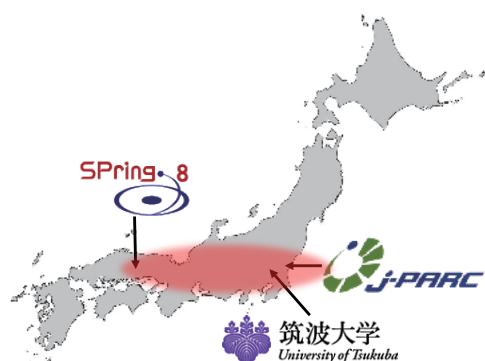 SPring-8
J-PARC
筑波大学
University of Tsukuba